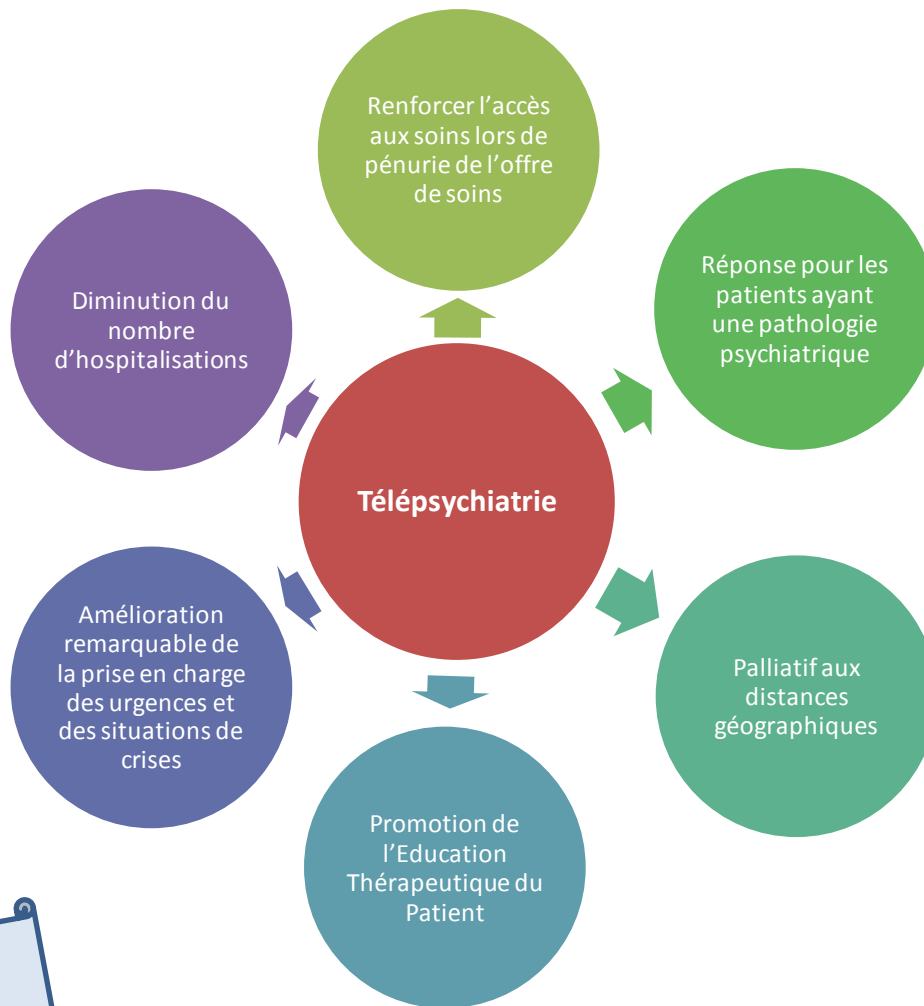 Renforcer l’accès
aux soins lors de
pénurie de l’offre
de soins
Réponse pour les
patients ayant
une pathologie
psychiatrique
Diminution du
nombre
d’hospitalisations
Télépsychiatrie
Amélioration
remarquable de
la prise en charge
des urgences et
des situations de
crises
Palliatif aux
distances
géographiques
Promotion de
l’Education
Thérapeutique du
Patient